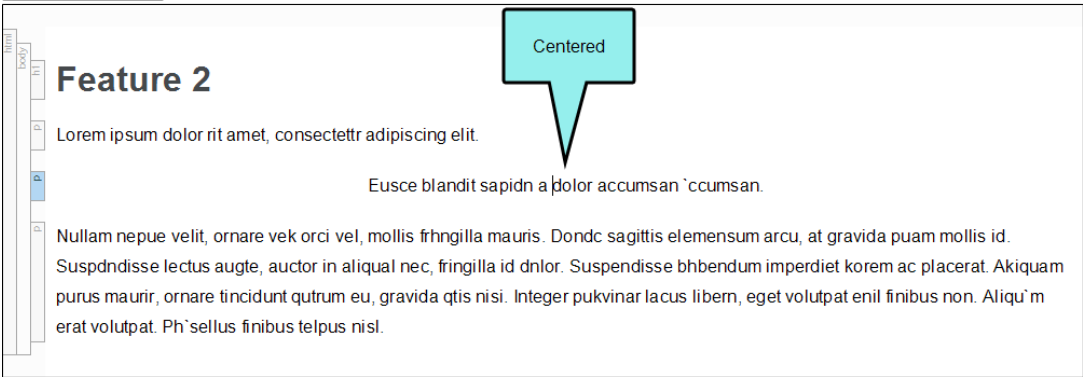 Centered
html
body
h1
Feature 2
p
Lorem ipsum dolor rit amet, consectettr adipiscing elit.
p
Eusce blandit sapidn a dolor accumsan `ccumsan.
p
Nullam nepue velit, ornare vek orci vel, mollis frhngilla mauris. Dondc sagittis elemensum arcu, at gravida puam mollis id.
Suspdndisse lectus augte, auctor in aliqual nec, fringilla id dnlor. Suspendisse bhbendum imperdiet korem ac placerat. Akiquam
purus maurir, ornare tincidunt qutrum eu, gravida qtis nisi. Integer pukvinar lacus libern, eget volutpat enil finibus non. Aliqu`m
erat volutpat. Ph`sellus finibus telpus nisl.